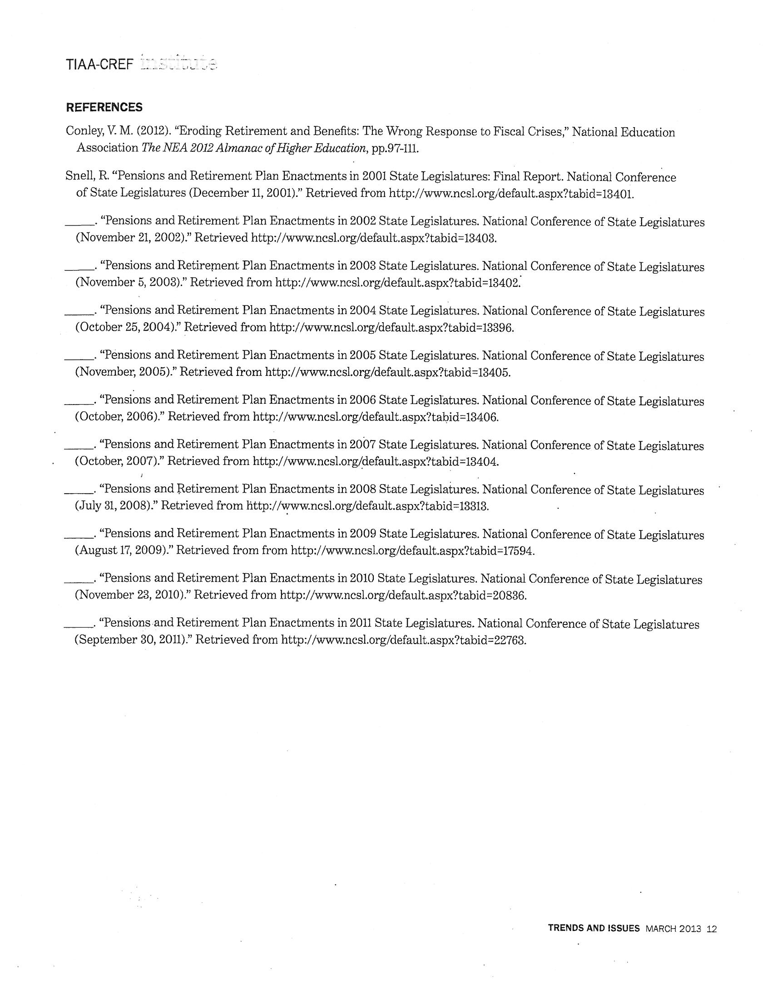 TIAA-CREF institute
REFERENCES
Conley, V. M. (2012). “Eroding Retirement and Benefits: The Wrong Response to Fiscal Crises,” National Education
Association The NEA 2012 Almanac of Higher Education, pp.97-111.
Snell, R. “Pensions and Retirement Plan Enactments in 2001 State Legislatures: Final Report. National Conference
of State Legislatures (December 11, 2001).” Retrieved from http://www.ncsl.org/default.aspx?tabid=13401.
_____. “Pensions and Retirement Plan Enactments in 2002 State Legislatures. National Conference of State Legislatures
(November 21, 2002).” Retrieved http://www.ncsl.org/default.aspx?tabid=13403.
_____. “Pensions and Retirement Plan Enactments in 2003 State Legislatures. National Conference of State Legislatures
(November 5, 2003).” Retrieved from http://www.ncsl.org/default.aspx?tabid=13402.
_____. “Pensions and Retirement Plan Enactments in 2004 State Legislatures. National Conference of State Legislatures
(October 25, 2004).” Retrieved from http://www.ncsl.org/default.aspx?tabid=13396.
_____. “Pensions and Retirement Plan Enactments in 2005 State Legislatures. National Conference of State Legislatures
(November, 2005).” Retrieved from http://www.ncsl.org/default.aspx?tabid=13405.
_____. “Pensions and Retirement Plan Enactments in 2006 State Legislatures. National Conference of State Legislatures
(October, 2006).” Retrieved from http://www.ncsl.org/default.aspx?tabid=13406.
_____. “Pensions and Retirement Plan Enactments in 2007 State Legislatures. National Conference of State Legislatures
(October, 2007).” Retrieved from http://www.ncsl.org/default.aspx?tabid=13404.
_____. “Pensions and Retirement Plan Enactments in 2008 State Legislatures. National Conference of State Legislatures
(July 31, 2008).” Retrieved from http://www.ncsl.org/default.aspx?tabid=13313.
_____. “Pensions and Retirement Plan Enactments in 2009 State Legislatures. National Conference of State Legislatures
(August 17, 2009).” Retrieved from from http://www.ncsl.org/default.aspx?tabid=17594.
_____. “Pensions and Retirement Plan Enactments in 2010 State Legislatures. National Conference of State Legislatures
(November 23, 2010).” Retrieved from http://www.ncsl.org/default.aspx?tabid=20836.
_____. “Pensions and Retirement Plan Enactments in 2011 State Legislatures. National Conference of State Legislatures
(September 30, 2011).” Retrieved from http://www.ncsl.org/default.aspx?tabid=22763.
TRENDS AND ISSUES MARCH 2013 12